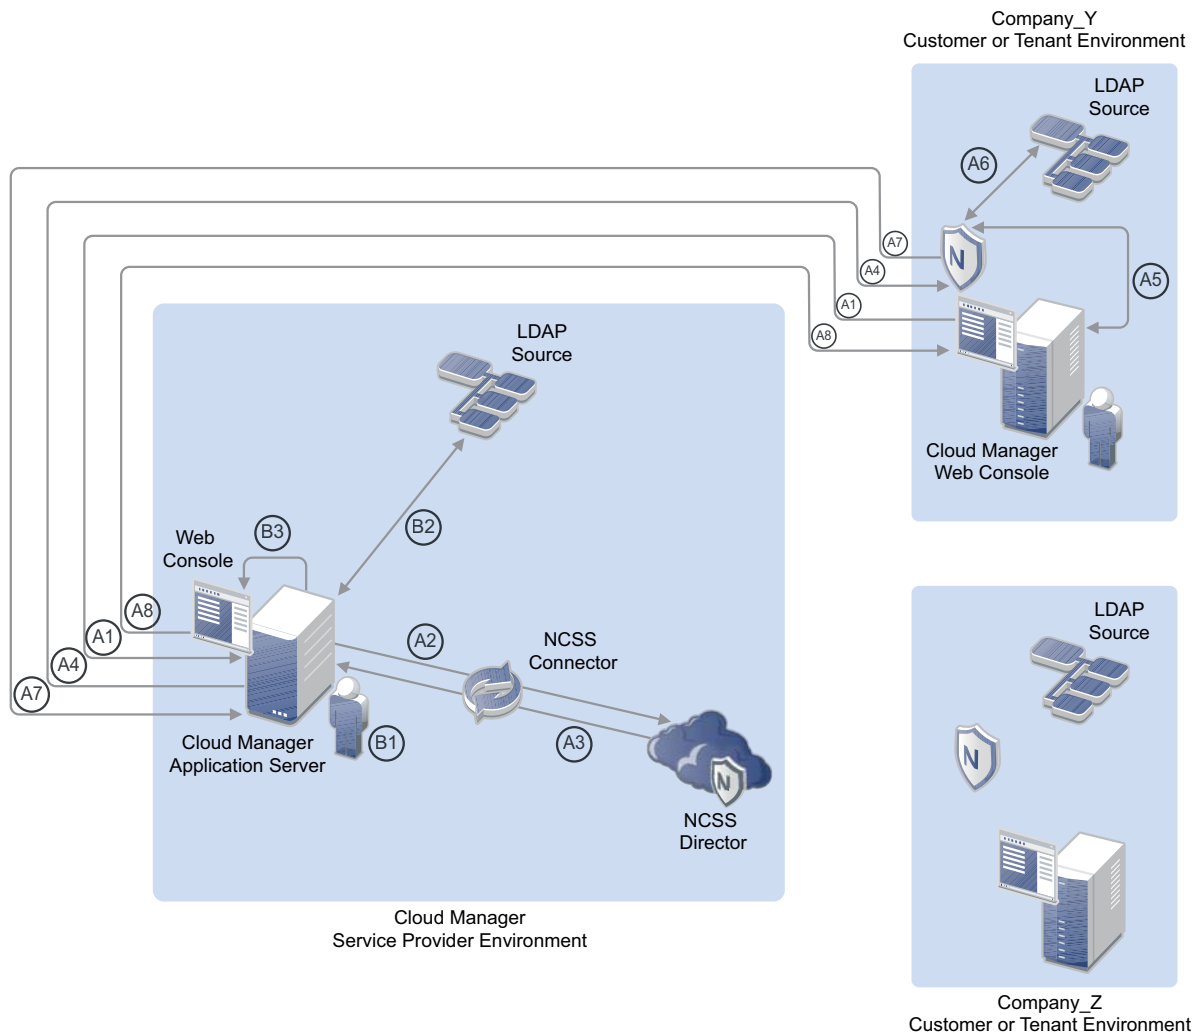 Company_Y
Customer or Tenant Environment
LDAP
Source
A6
A7
N
A4
A5
A1
A8
Cloud Manager
Web Console
LDAP
Source
B2
Web
Console
B3
A8
A1
A4
A7
A2
NCSS
Connector
A3
B1
Cloud Manager
Application Server
N
NCSS
Director
Cloud Manager
Service Provider Environment
LDAP
Source
N
Company_Z
Customer or Tenant Environment